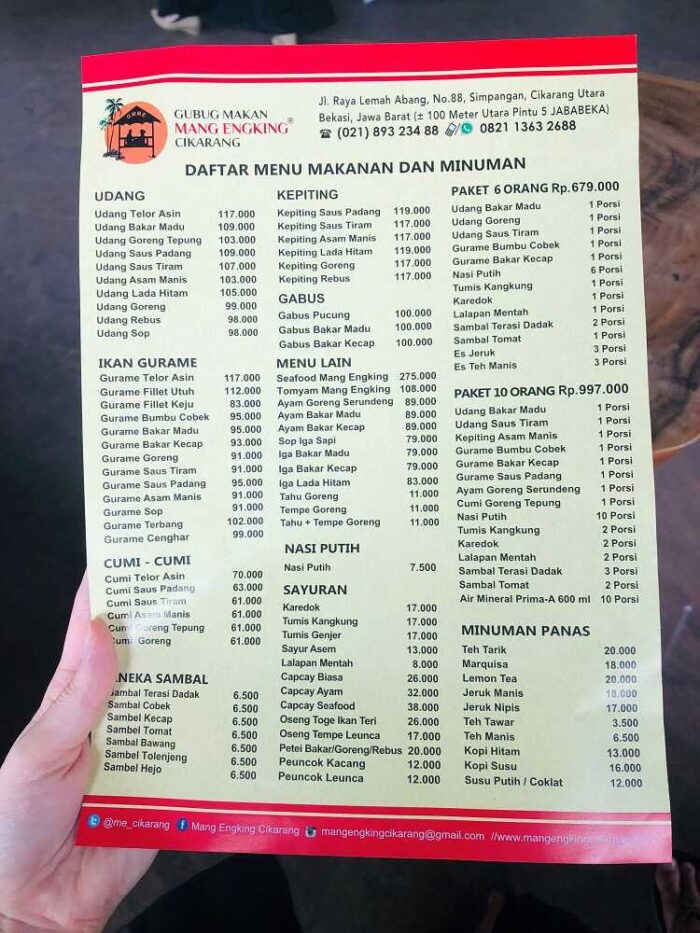 GUBE
GUBUG MAKAN
MANG ENGKING®
CIKARANG
Jl. Raya Lemah Abang, No.88, Simpangan, Cikarang Utara
Bekasi, Jawa Barat (± 100 Meter Utara Pintu 5 JABABEKA)
(021) 893 234 88 / 0821 1363 2688
DAFTAR MENU MAKANAN DAN MINUMAN
UDANG
Udang Telor Asin 117.000
Udang Bakar Madu 109.000
Udang Goreng Tepung 103.000
Udang Saus Padang 109.000
Udang Saus Tiram 107.000
Udang Asam Manis 103.000
Udang Lada Hitam 105.000
Udang Goreng 99.000
Udang Rebus 98.000
Udang Sop 98.000
IKAN GURAME
Gurame Telor Asin 117.000
Gurame Fillet Utuh 112.000
Gurame Fillet Keju 83.000
Gurame Bumbu Cobek 95.000
Gurame Bakar Madu 95.000
Gurame Bakar Kecap 93.000
Gurame Goreng 91.000
Gurame Saus Tiram 91.000
Gurame Saus Padang 95.000
Gurame Asam Manis 91.000
Gurame Sop 91.000
Gurame Terbang 102.000
Gurame Cenghar 99.000
CUMI - CUMI
Cumi Telor Asin 70.000
Cumi Saus Padang 63.000
Cumi Saus Tiram 61.000
Cumi Asam Manis 61.000
Cumi Goreng Tepung 61.000
Cumi Goreng 61.000
ANEKA SAMBAL
Sambal Terasi Dadak 6.500
Sambal Cobek 6.500
Sambel Kecap 6.500
Sambel Tomat 6.500
Sambal Bawang 6.500
Sambel Tolenjeng 6.500
Sambel Hejo 6.500
KEPITING
Kepiting Saus Padang 119.000
Kepiting Saus Tiram 117.000
Kepiting Asam Manis 117.000
Kepiting Lada Hitam 119.000
Kepiting Goreng 117.000
Kepiting Rebus 117.000
GABUS
Gabus Pucung 100.000
Gabus Bakar Madu 100.000
Gabus Bakar Kecap 100.000
MENU LAIN
Seafood Mang Engking 275.000
Tomyam Mang Engking 108.000
Ayam Goreng Serundeng 89.000
Ayam Bakar Madu 89.000
Ayam Bakar Kecap 89.000
Sop Iga Sapi 79.000
Iga Bakar Madu 79.000
Iga Bakar Kecap 79.000
Iga Lada Hitam 83.000
Tahu Goreng 11.000
Tempe Goreng 11.000
Tahu + Tempe Goreng 11.000
NASI PUTIH
Nasi Putih 7.500
SAYURAN
Karedok 17.000
Tumis Kangkung 17.000
Tumis Genjer 17.000
Sayur Asem 13.000
Lalapan Mentah 8.000
Capcay Biasa 26.000
Capcay Ayam 32.000
Capcay Seafood 38.000
Oseng Toge Ikan Teri 26.000
Oseng Tempe Leunca 17.000
Petei Bakar/Goreng/Rebus 20.000
Peuncok Kacang 12.000
Peuncok Leunca 12.000
PAKET 6 ORANG Rp.679.000
Udang Bakar Madu 1 Porsi
Udang Goreng 1 Porsi
Udang Saus Tiram 1 Porsi
Gurame Bumbu Cobek 1 Porsi
Gurame Bakar Kecap 1 Porsi
Nasi Putih 6 Porsi
Tumis Kangkung 1 Porsi
Karedok 1 Porsi
Lalapan Mentah 1 Porsi
Sambal Terasi Dadak 2 Porsi
Sambal Tomat 1 Porsi
Es Jeruk 3 Porsi
Es Teh Manis 3 Porsi
PAKET 10 ORANG Rp.997.000
Udang Bakar Madu 1 Porsi
Udang Saus Tiram 1 Porsi
Kepiting Asam Manis 1 Porsi
Gurame Bumbu Cobek 1 Porsi
Gurame Bakar Kecap 1 Porsi
Gurame Saus Padang 1 Porsi
Ayam Goreng Serundeng 1 Porsi
Cumi Goreng Tepung 1 Porsi
Nasi Putih 10 Porsi
Tumis Kangkung 2 Porsi
Karedok 2 Porsi
Lalapan Mentah 2 Porsi
Sambal Terasi Dadak 3 Porsi
Sambal Tomat 2 Porsi
Air Mineral Prima-A 600 ml 10 Porsi
MINUMAN PANAS
Teh Tarik 20.000
Marquisa 18.000
Lemon Tea 20.000
Jeruk Manis 18.000
Jeruk Nipis 17.000
Teh Tawar 3.500
Teh Manis 6.500
Kopi Hitam 13.000
Kopi Susu 16.000
Susu Putih / Coklat 12.000
@me_cikarang Mang Engking Cikarang mangengkingcikarang@gmail.com